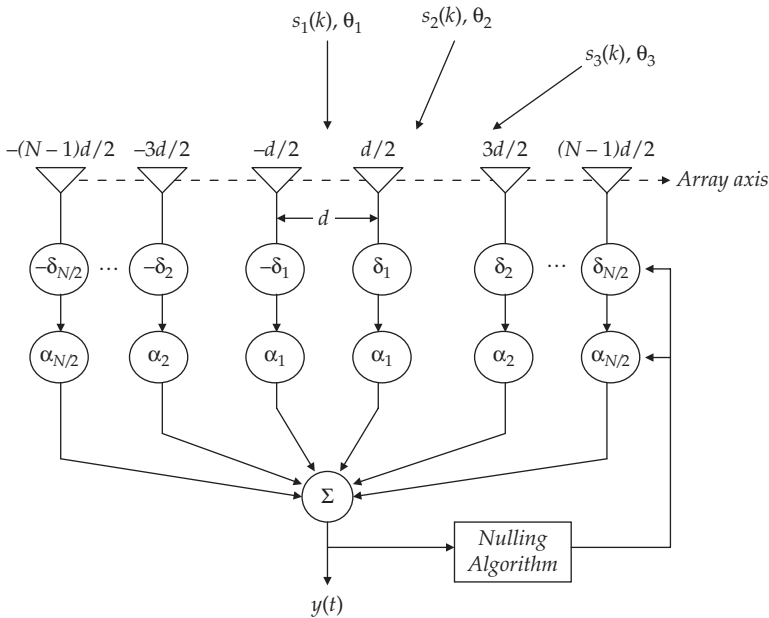 s₁(k), θ₁
s₂(k), θ₂
s₃(k), θ₃
−(N − 1)d/2
-3d/2
-d/2
d/2
3d/2
(N − 1)d/2
Array axis
d
−δN/2
...
−δ₂
−δ₁
δ₁
δ₂
...
δN/2
αN/2
α₂
α₁
α₁
α₂
αN/2
Σ
Nulling
Algorithm
y(t)